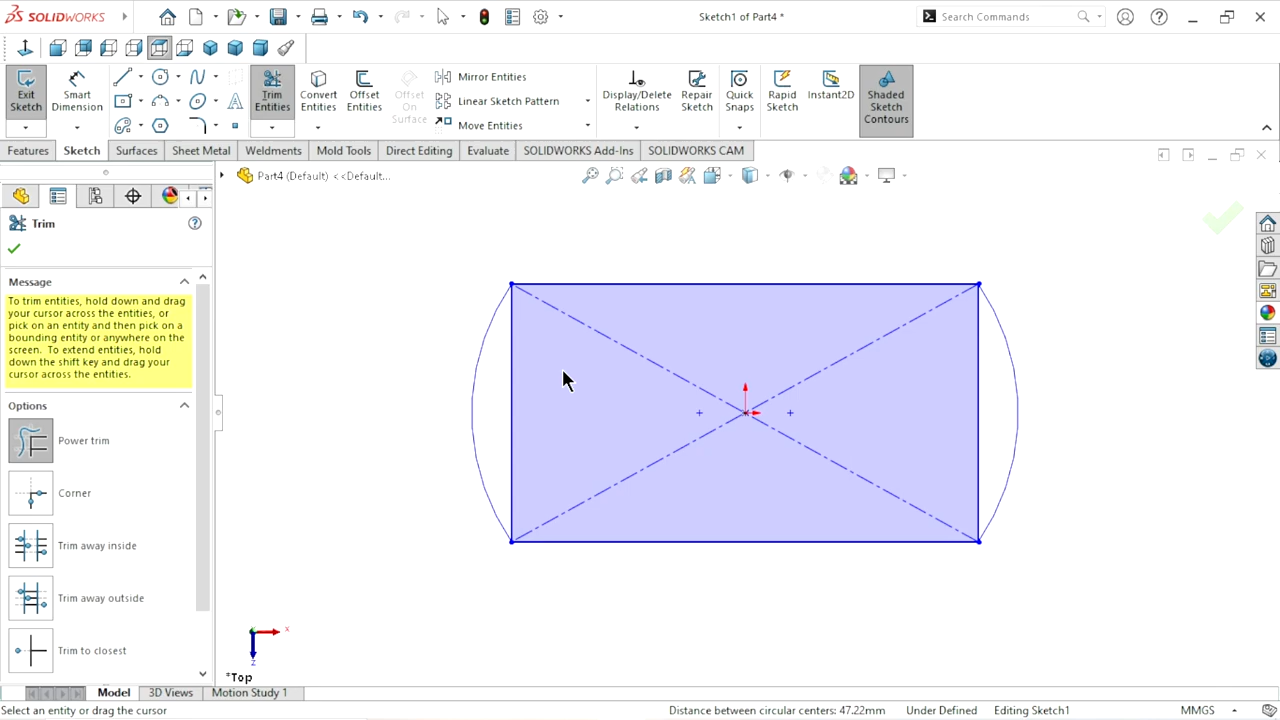 SOLIDWORKS
Sketch1 of Part4 *
Search Commands
Exit Sketch
Smart Dimension
Trim Entities
Convert Entities
Offset Entities
Offset On Surface
Mirror Entities
Linear Sketch Pattern
Move Entities
Display/Delete Relations
Repair Sketch
Quick Snaps
Rapid Sketch
Instant2D
Shaded Sketch Contours
Features
Sketch
Surfaces
Sheet Metal
Weldments
Mold Tools
Direct Editing
Evaluate
SOLIDWORKS Add-Ins
SOLIDWORKS CAM
Part4 (Default) <<Default...
Trim
Message
To trim entities, hold down and drag
your cursor across the entities, or
pick on an entity and then pick on a
bounding entity or anywhere on the
screen. To extend entities, hold
down the shift key and drag your
cursor across the entities.
Options
Power trim
Corner
Trim away inside
Trim away outside
Trim to closest
x
z
*Top
Model
3D Views
Motion Study 1
Select an entity or drag the cursor
Distance between circular centers: 47.22mm
Under Defined
Editing Sketch1
MMGS